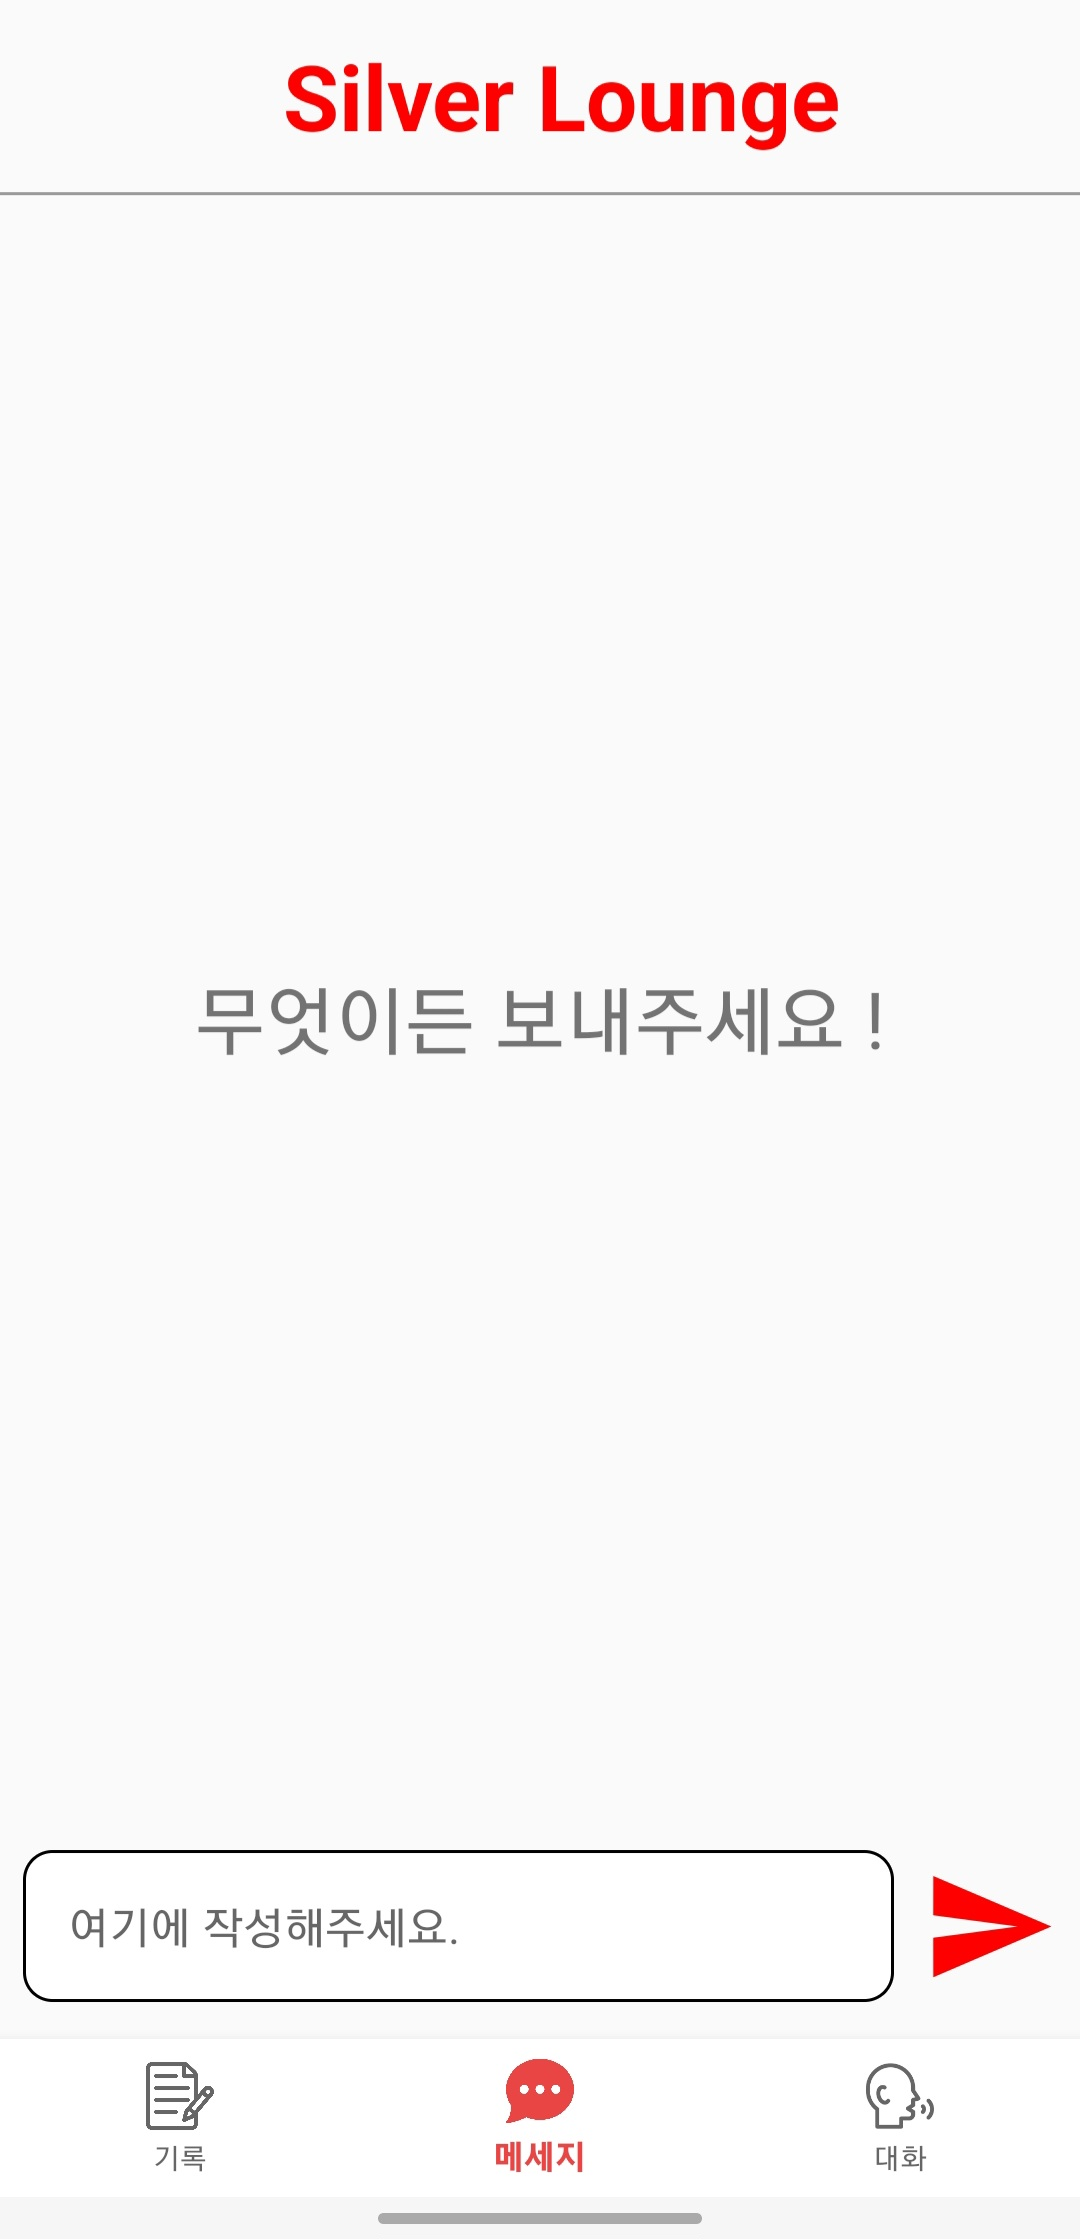 Silver Lounge
무엇이든 보내주세요 !
여기에 작성해주세요.
기록
메세지
대화